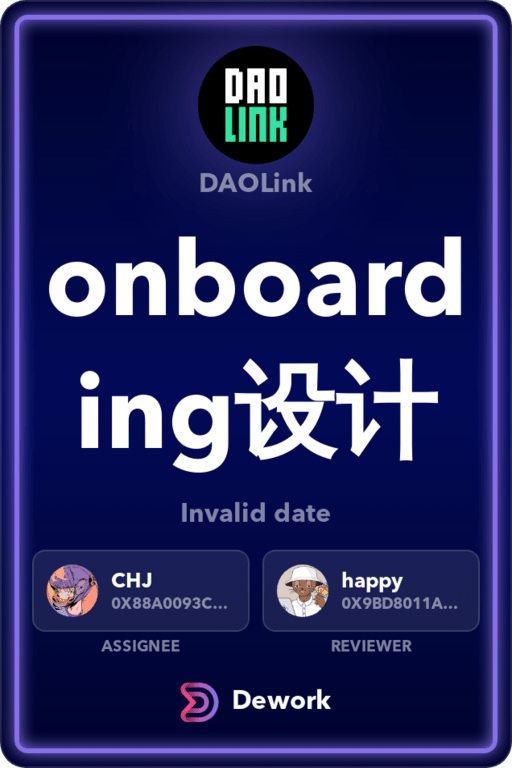 DAO
LINK
DAOLink
onboard
ing设计
Invalid date
CHJ
0X88A0093C...
happy
0X9BD8011A...
ASSIGNEE
REVIEWER
Dework